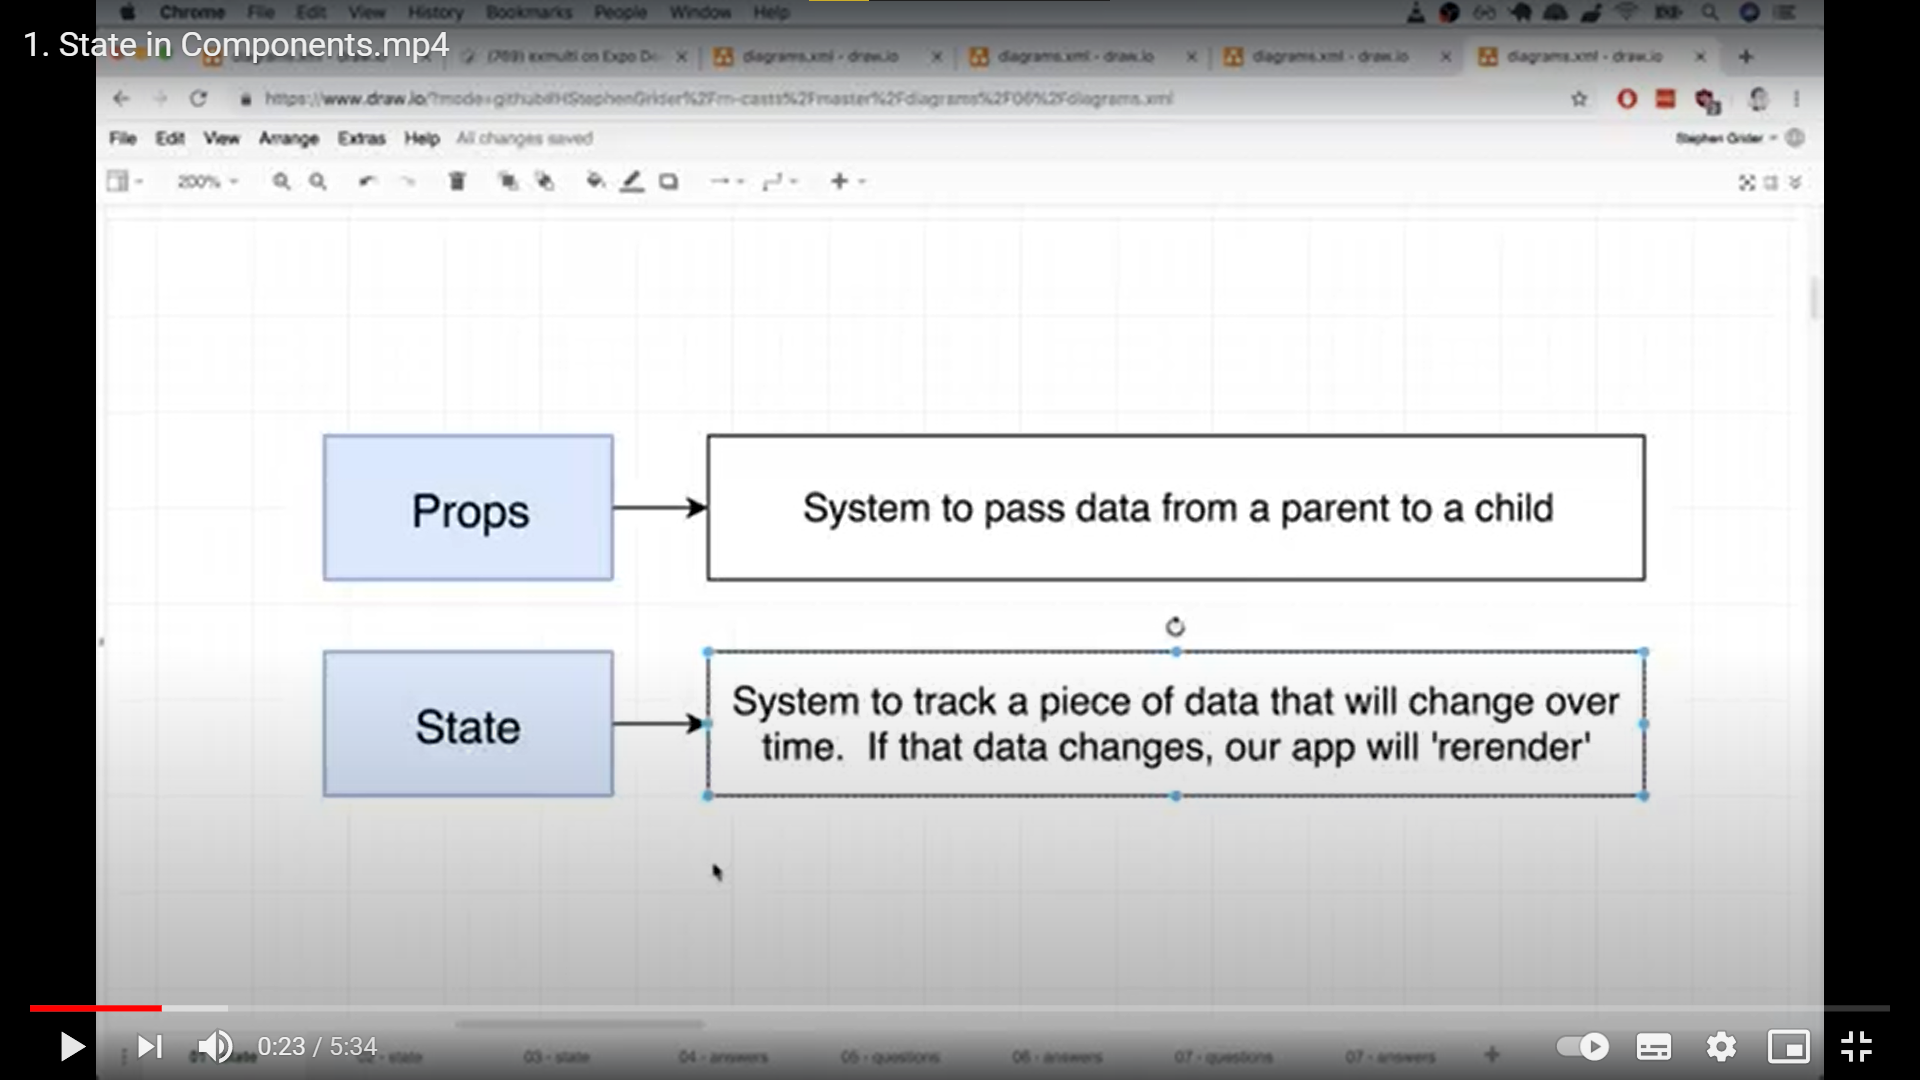 Chrome File Edit View History Bookmarks People Window Help
1. State in Components.mp4
(769) exmulti on Expo De
diagrams.xml - draw.io
diagrams.xml - draw.io
diagrams.xml - draw.io
diagrams.xml - draw.io
https://www.draw.io/?mode=github#HStephenGrider%2Frn-casts%2Fmaster%2Fdiagrams%2F06%2Fdiagrams.xml
File Edit View Arrange Extras Help All changes saved
Stephen Grider
200%
Props
System to pass data from a parent to a child
State
System to track a piece of data that will change over
time. If that data changes, our app will 'rerender'
0:23 / 5:34
03 - state
04 - answers
05 - questions
06 - answers
07 - questions
07 - answers